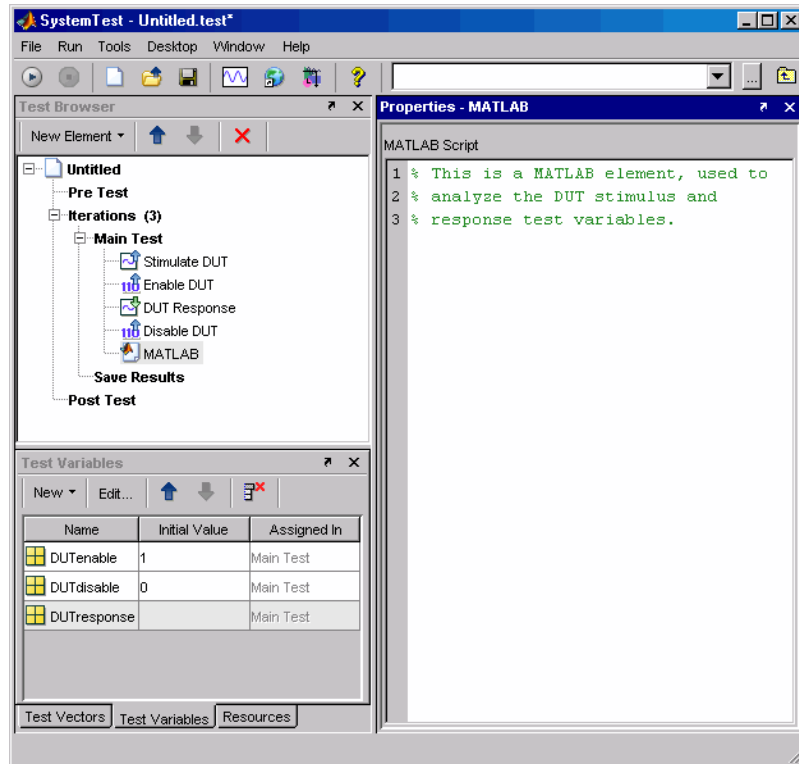 SystemTest - Untitled.test*
File Run Tools Desktop Window Help
Test Browser
New Element
Untitled
Pre Test
Iterations (3)
Main Test
Stimulate DUT
Enable DUT
DUT Response
Disable DUT
MATLAB
Save Results
Post Test
Test Variables
New Edit...
Name Initial Value Assigned In
DUTenable 1 Main Test
DUTdisable 0 Main Test
DUTresponse Main Test
Test Vectors Test Variables Resources
Properties - MATLAB
MATLAB Script
1 % This is a MATLAB element, used to
2 % analyze the DUT stimulus and
3 % response test variables.